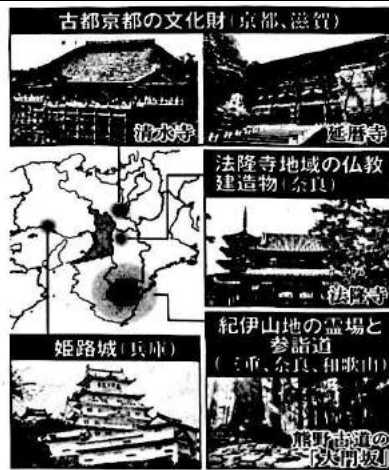 古都京都の文化財(京都、滋賀)
清水寺
延暦寺
法隆寺地域の仏教
建造物(奈良)
法隆寺
姫路城(兵庫)
紀伊山地の霊場と
参詣道
(三重、奈良、和歌山)
熊野古道の
「大門坂」